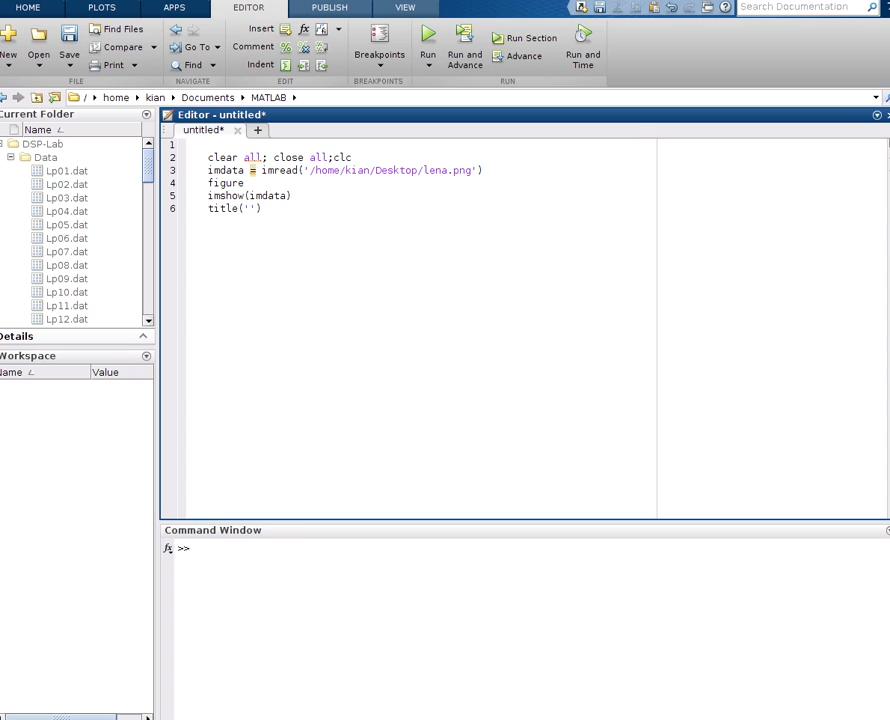 HOME PLOTS APPS EDITOR PUBLISH VIEW Search Documentation
New Open Save Find Files Compare Print Insert fx Comment Indent Go To Find Breakpoints Run Run and Advance Run Section Advance Run and Time
FILE NAVIGATE EDIT BREAKPOINTS RUN
/ home kian Documents MATLAB
Current Folder
Name
DSP-Lab
Data
Lp01.dat
Lp02.dat
Lp03.dat
Lp04.dat
Lp05.dat
Lp06.dat
Lp07.dat
Lp08.dat
Lp09.dat
Lp10.dat
Lp11.dat
Lp12.dat
Details
Workspace
Name Value
Editor - untitled*
untitled*
1
2 clear all; close all;clc
3 imdata = imread('/home/kian/Desktop/lena.png')
4 figure
5 imshow(imdata)
6 title('')
Command Window
fx >>